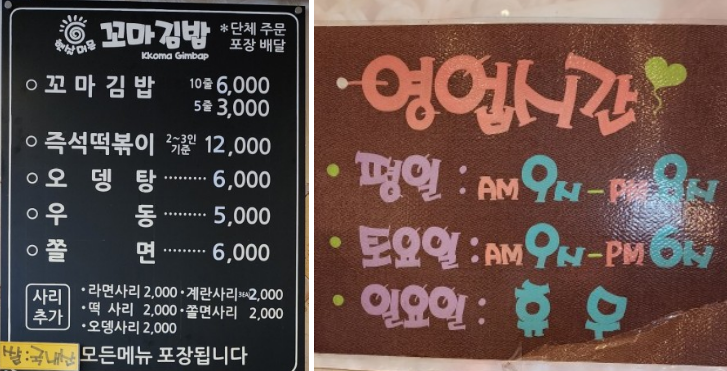 햇님마을 꼬마김밥
Kkoma Gimbap
*단체 주문
포장 배달
○ 꼬마김밥 10줄 6,000
5줄 3,000
○ 즉석떡볶이 2~3인 기준 12,000
○ 오뎅탕 ········· 6,000
○ 우동 ········· 5,000
○ 쫄면 ········· 6,000
사리 추가
·라면사리 2,000 ·계란사리 2,000
·떡 사리 2,000 ·쫄면사리 2,000
·오뎅사리 2,000
쌀:국내산
모든메뉴 포장됩니다
영업시간
평일 : AM 9시-PM 8시
토요일 : AM 9시-PM 6시
일요일 : 휴무